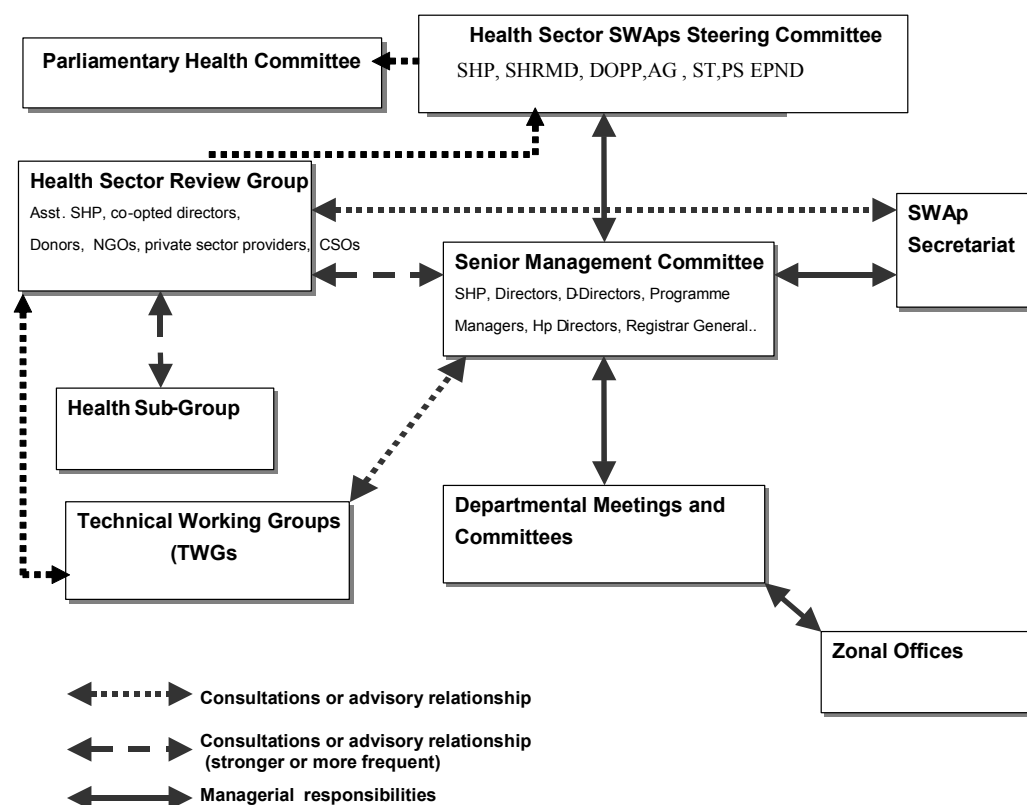 Parliamentary Health Committee
Health Sector SWAps Steering Committee
SHP, SHRMD, DOPP,AG , ST,PS EPND
Health Sector Review Group
Asst. SHP, co-opted directors,
Donors, NGOs, private sector providers, CSOs
SWAp
Secretariat
Senior Management Committee
SHP, Directors, D-Directors, Programme
Managers, Hp Directors, Registrar General..
Health Sub-Group
Technical Working Groups
(TWGs
Departmental Meetings and
Committees
Zonal Offices
Consultations or advisory relationship
Consultations or advisory relationship
(stronger or more frequent)
Managerial responsibilities